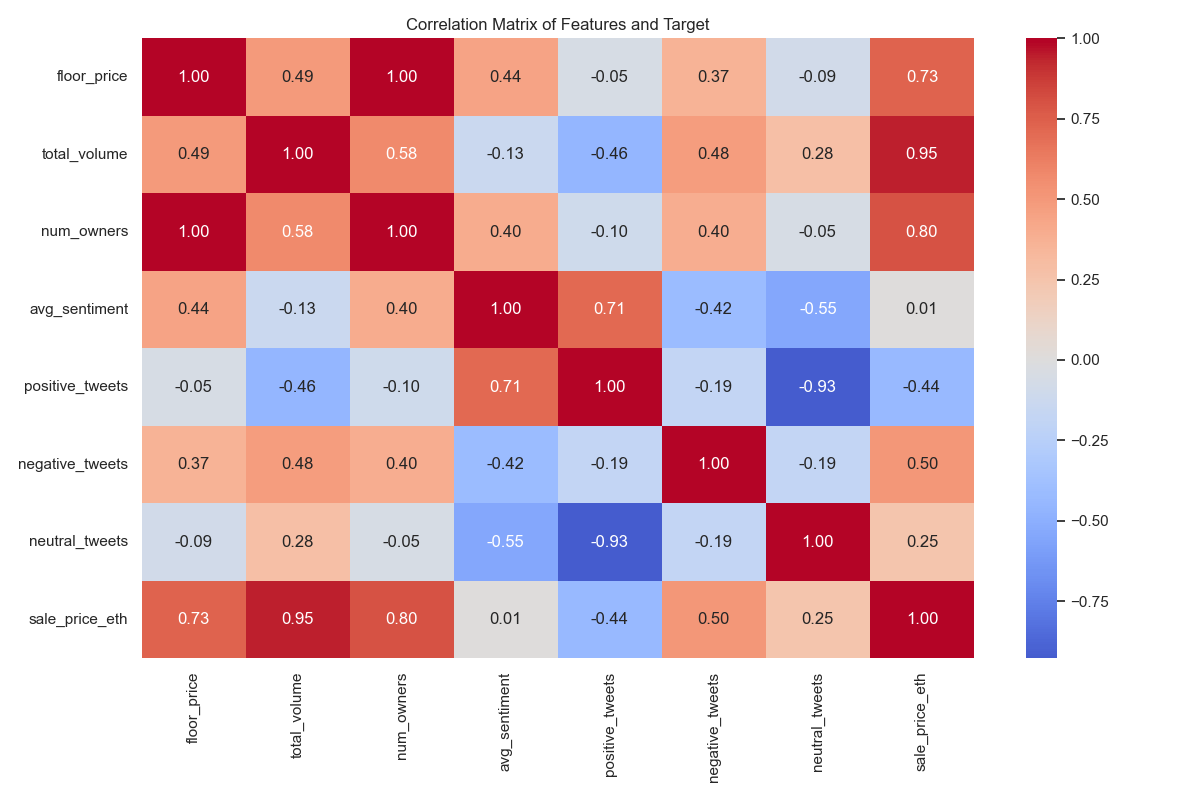 Correlation Matrix of Features and Target
floor_price 1.00 0.49 1.00 0.44 -0.05 0.37 -0.09 0.73
total_volume 0.49 1.00 0.58 -0.13 -0.46 0.48 0.28 0.95
num_owners 1.00 0.58 1.00 0.40 -0.10 0.40 -0.05 0.80
avg_sentiment 0.44 -0.13 0.40 1.00 0.71 -0.42 -0.55 0.01
positive_tweets -0.05 -0.46 -0.10 0.71 1.00 -0.19 -0.93 -0.44
negative_tweets 0.37 0.48 0.40 -0.42 -0.19 1.00 -0.19 0.50
neutral_tweets -0.09 0.28 -0.05 -0.55 -0.93 -0.19 1.00 0.25
sale_price_eth 0.73 0.95 0.80 0.01 -0.44 0.50 0.25 1.00
floor_price
total_volume
num_owners
avg_sentiment
positive_tweets
negative_tweets
neutral_tweets
sale_price_eth
1.00
0.75
0.50
0.25
0.00
−0.25
−0.50
−0.75